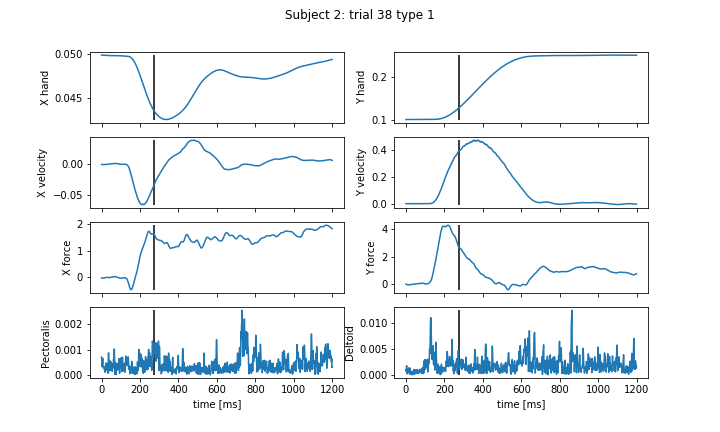 Subject 2: trial 38 type 1
0.050
0.045
X hand
0.2
0.1
Y hand
0.00
−0.05
X velocity
0.4
0.2
0.0
Y velocity
2
1
0
X force
4
2
0
Y force
0.002
0.001
0.000
Pectoralis
0 200 400 600 800 1000 1200
time [ms]
0.010
0.005
0.000
Deltoid
0 200 400 600 800 1000 1200
time [ms]